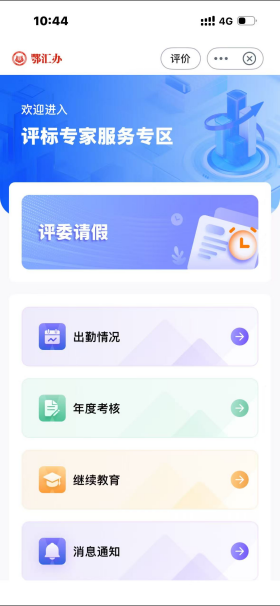 10:44
4G
鄂汇办
评价
欢迎进入
评标专家服务专区
评委请假
出勤情况
年度考核
继续教育
消息通知